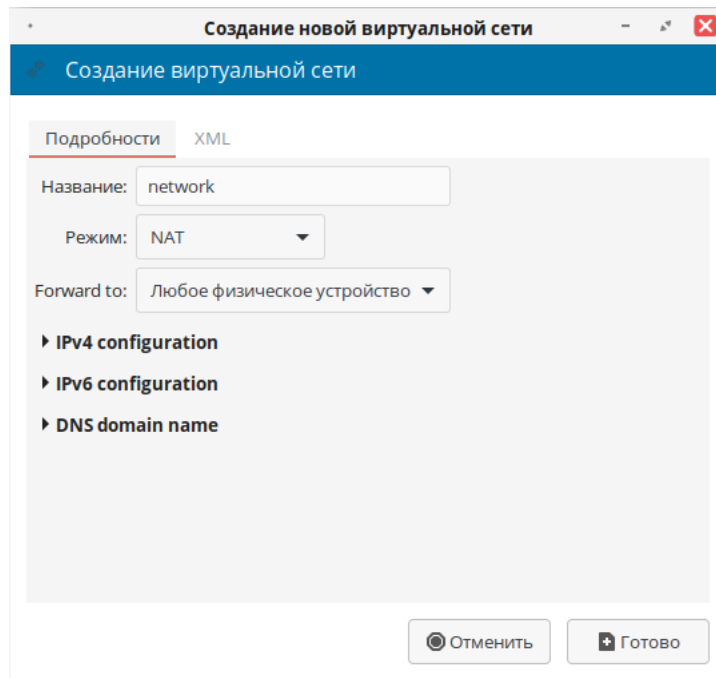 Создание новой виртуальной сети
Создание виртуальной сети
Подробности XML
Название: network
Режим: NAT
Forward to: Любое физическое устройство
IPv4 configuration
IPv6 configuration
DNS domain name
Отменить Готово